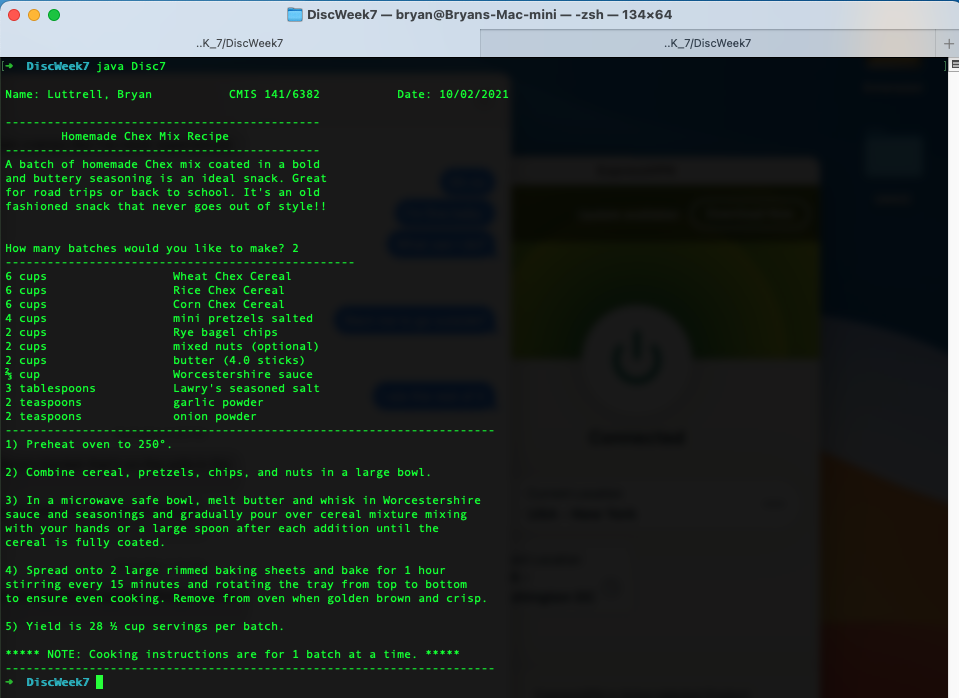 DiscWeek7 — bryan@Bryans-Mac-mini — -zsh — 134×64
..K_7/DiscWeek7 ..K_7/DiscWeek7 +
[→ DiscWeek7 java Disc7 ]
Name: Luttrell, Bryan CMIS 141/6382 Date: 10/02/2021
---------------------------------------------
Homemade Chex Mix Recipe
---------------------------------------------
A batch of homemade Chex mix coated in a bold
and buttery seasoning is an ideal snack. Great
for road trips or back to school. It's an old
fashioned snack that never goes out of style!!
How many batches would you like to make? 2
--------------------------------------------------
6 cups Wheat Chex Cereal
6 cups Rice Chex Cereal
6 cups Corn Chex Cereal
4 cups mini pretzels salted
2 cups Rye bagel chips
2 cups mixed nuts (optional)
2 cups butter (4.0 sticks)
⅔ cup Worcestershire sauce
3 tablespoons Lawry's seasoned salt
2 teaspoons garlic powder
2 teaspoons onion powder
----------------------------------------------------------------------
1) Preheat oven to 250°.
2) Combine cereal, pretzels, chips, and nuts in a large bowl.
3) In a microwave safe bowl, melt butter and whisk in Worcestershire
sauce and seasonings and gradually pour over cereal mixture mixing
with your hands or a large spoon after each addition until the
cereal is fully coated.
4) Spread onto 2 large rimmed baking sheets and bake for 1 hour
stirring every 15 minutes and rotating the tray from top to bottom
to ensure even cooking. Remove from oven when golden brown and crisp.
5) Yield is 28 ½ cup servings per batch.
***** NOTE: Cooking instructions are for 1 batch at a time. *****
----------------------------------------------------------------------
→ DiscWeek7